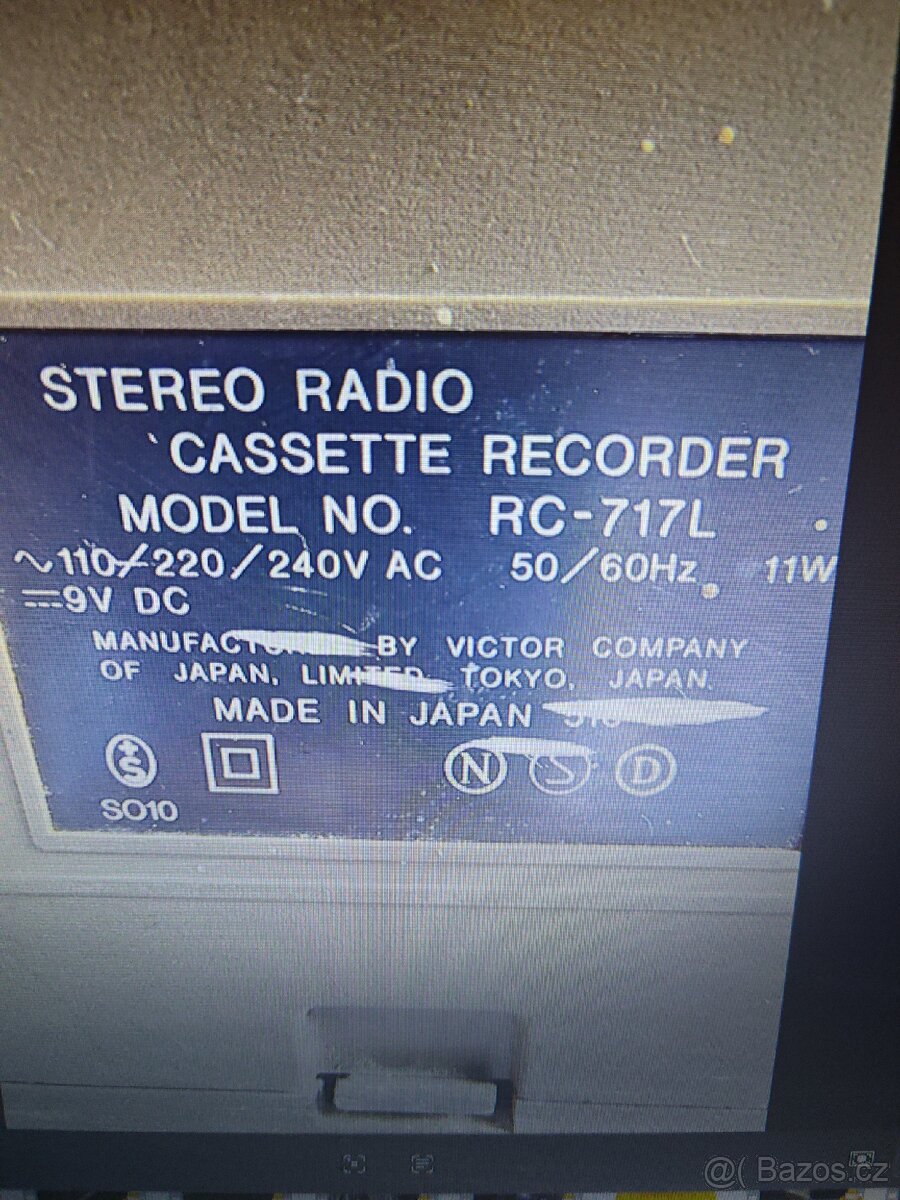 STEREO RADIO
CASSETTE RECORDER
MODEL NO. RC-717L
∼110/220/240V AC 50/60Hz 11W
⎓9V DC
BY VICTOR COMPANY
OF JAPAN, LIMITED, TOKYO, JAPAN.
MADE IN JAPAN
S
N S D
SO10
@( Bazos.cz